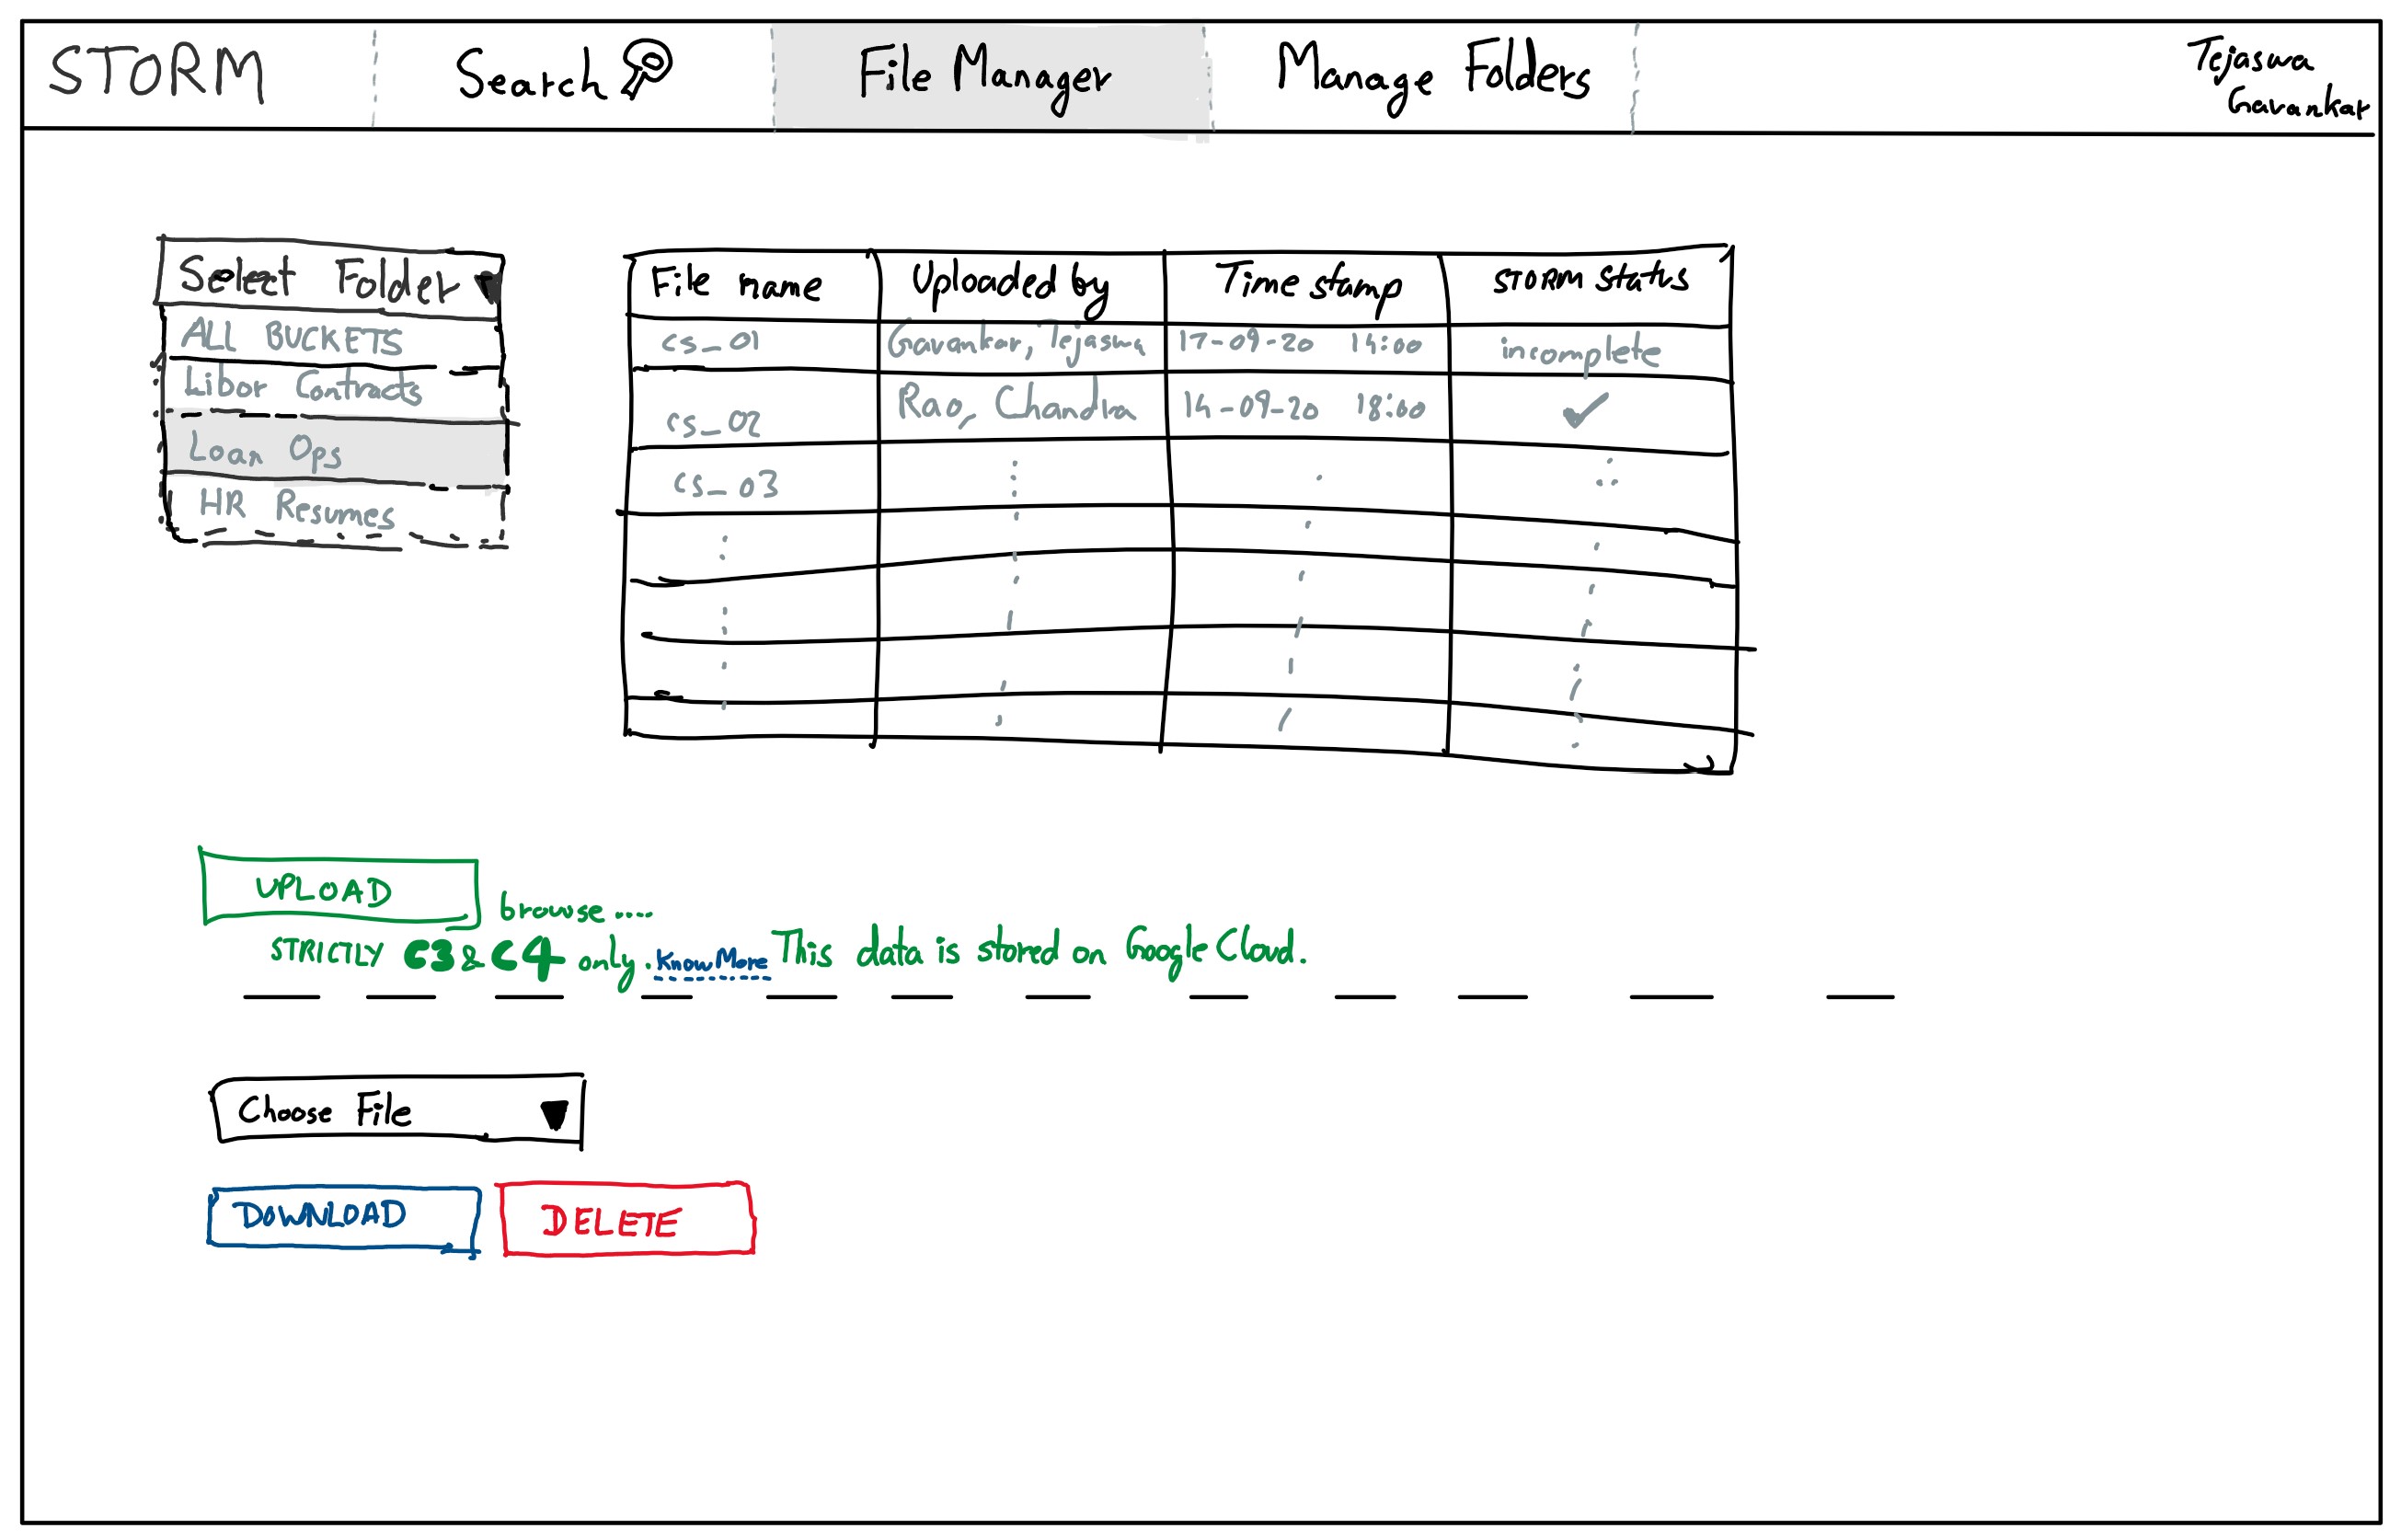 STORM
Search
File Manager
Manage Folders
Tejaswa
Gavankar
Select Folder
ALL BUCKETS
Libor Contracts
Loan Ops
HR Resumes
File name Uploaded by Time stamp STORM status
cs_01 Gavankar, Tejaswa 17-09-20 14:00 incomplete
cs_02 Rao, Chandra 14-09-20 18:00 ✓
cs_03
UPLOAD
browse....
STRICTLY C3 & C4 only. Know More This data is stored on Google Cloud.
Choose File
DOWNLOAD
DELETE